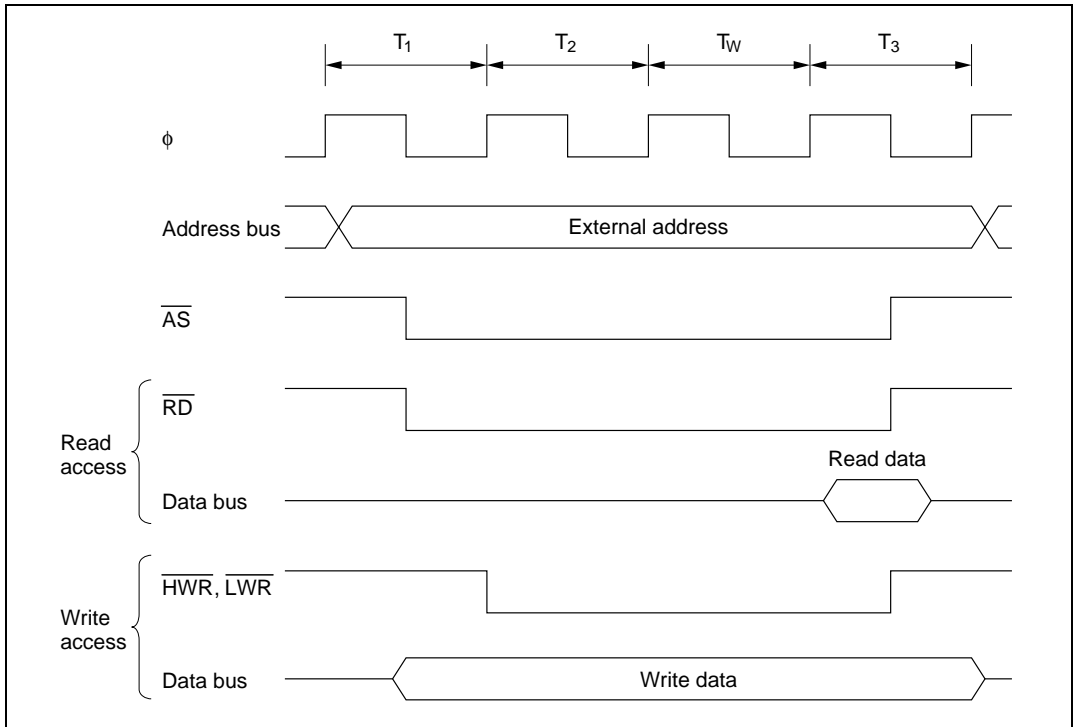 T1 T2 TW T3
φ
Address bus External address
AS
RD
Read access
Read data
Data bus
HWR, LWR
Write access
Data bus Write data